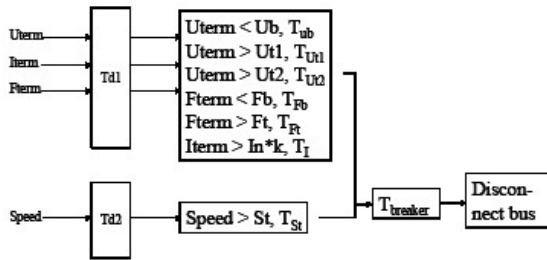 Uterm
Iterm
Fterm
Td1
Uterm < Ub, Tub
Uterm > Ut1, TUt1
Uterm > Ut2, TUt2
Fterm < Fb, TFb
Fterm > Ft, TFt
Iterm > In*k, TI
Speed
Td2
Speed > St, TSt
Tbreaker
Discon-
nect bus